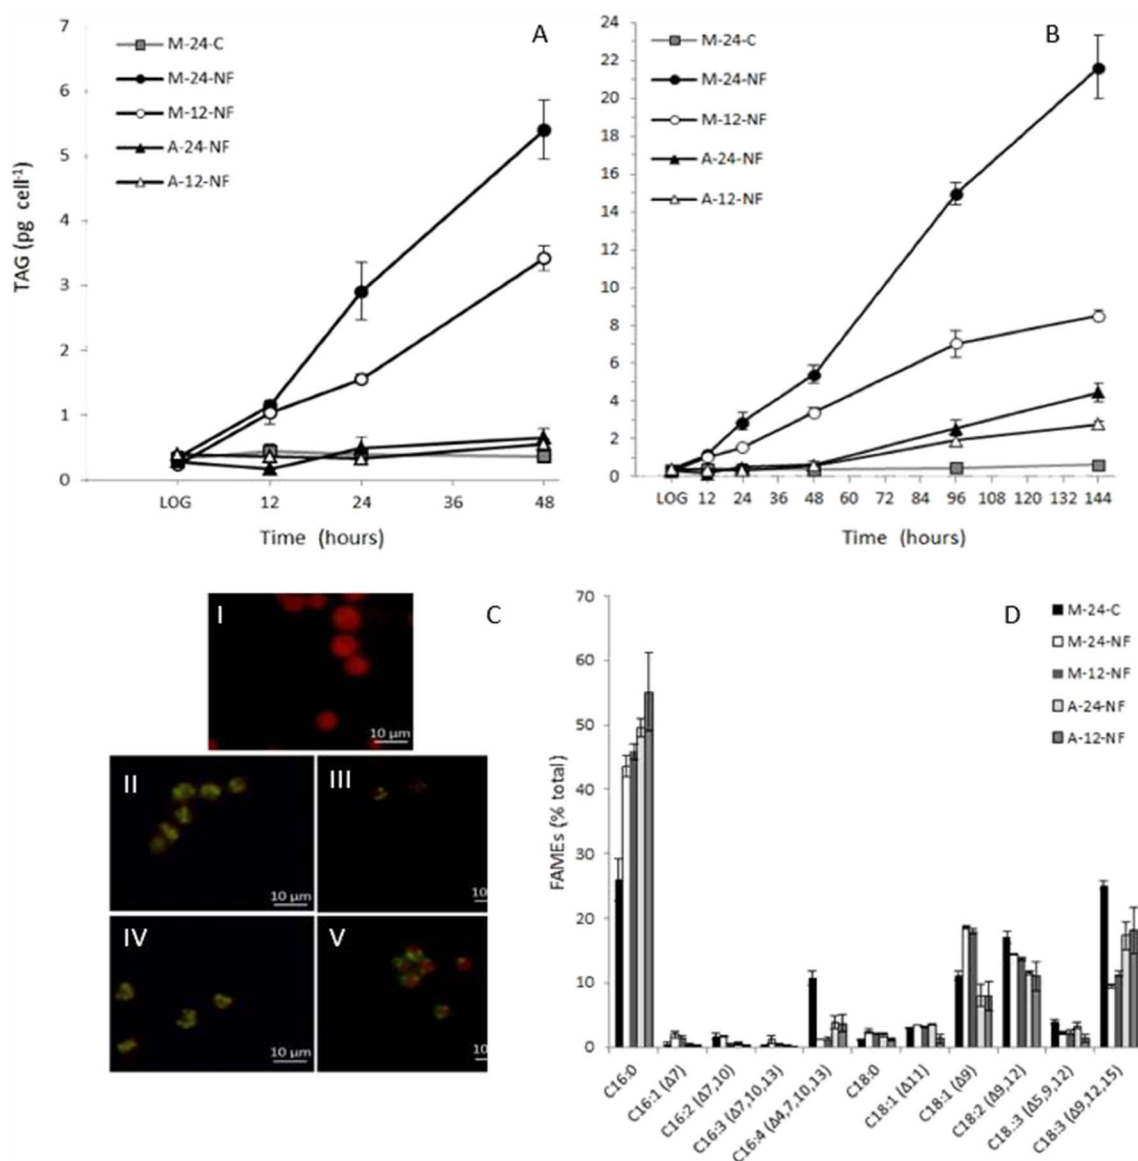 A
M-24-C
M-24-NF
M-12-NF
A-24-NF
A-12-NF
7
6
5
4
3
2
1
0
TAG (pg cell-1)
LOG 12 24 36 48
Time (hours)
B
M-24-C
M-24-NF
M-12-NF
A-24-NF
A-12-NF
24
22
20
18
16
14
12
10
8
6
4
2
0
LOG 12 24 36 48 60 72 84 96 108 120 132 144
Time (hours)
C
I
10 µm
II
10 µm
III
10
IV
10 µm
V
10
D
M-24-C
M-24-NF
M-12-NF
A-24-NF
A-12-NF
70
60
50
40
30
20
10
0
FAMEs (% total)
C16:0
C16:1 (Δ7)
C16:2 (Δ7,10)
C16:3 (Δ7,10,13)
C16:4 (Δ4,7,10,13)
C18:0
C18:1 (Δ11)
C18:1 (Δ9)
C18:2 (Δ9,12)
C18..3 (Δ5,9,12)
C18:3 (Δ9,12,15)